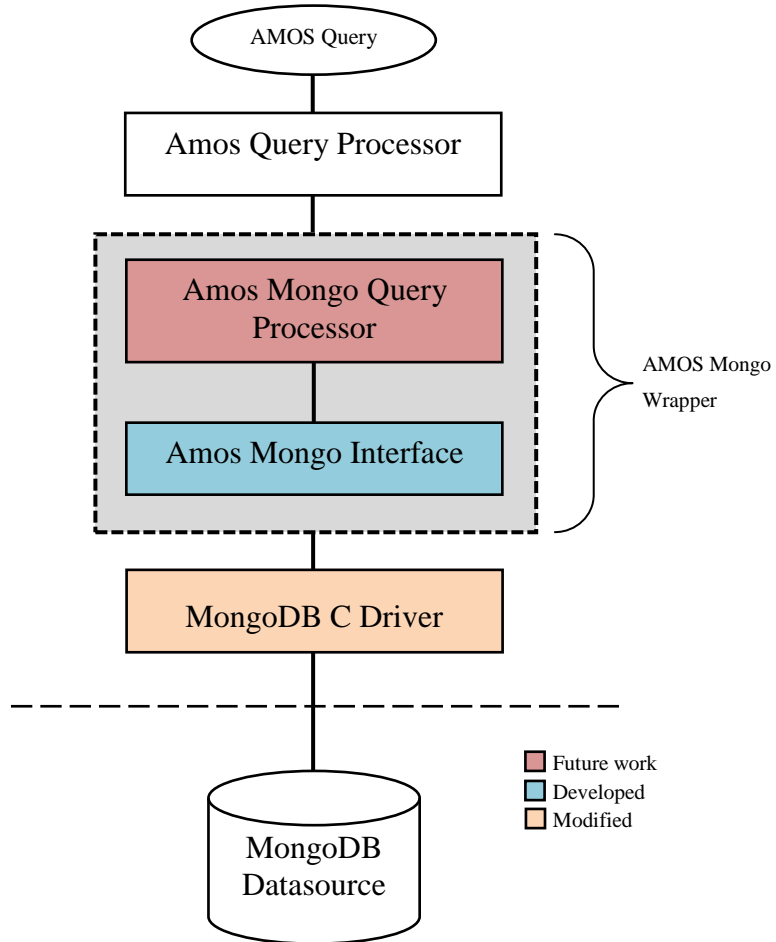 AMOS Query
Amos Query Processor
Amos Mongo Query
Processor
AMOS Mongo
Wrapper
Amos Mongo Interface
MongoDB C Driver
Future work
Developed
Modified
MongoDB
Datasource